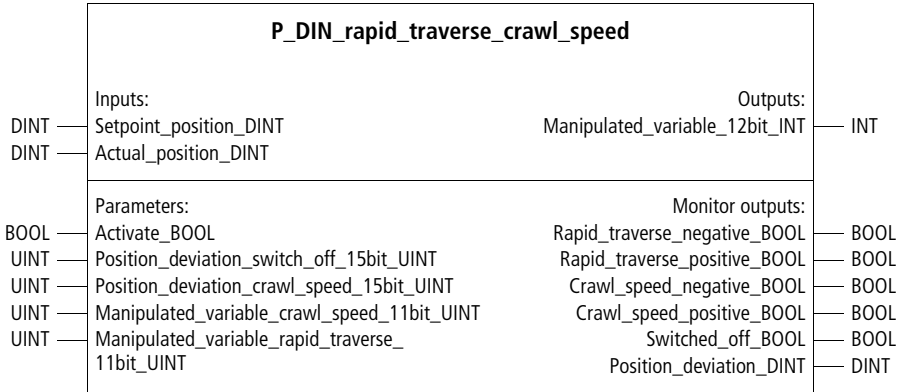 P_DIN_rapid_traverse_crawl_speed
Inputs: Outputs:
DINT Setpoint_position_DINT Manipulated_variable_12bit_INT INT
DINT Actual_position_DINT
Parameters: Monitor outputs:
BOOL Activate_BOOL Rapid_traverse_negative_BOOL BOOL
UINT Position_deviation_switch_off_15bit_UINT Rapid_traverse_positive_BOOL BOOL
UINT Position_deviation_crawl_speed_15bit_UINT Crawl_speed_negative_BOOL BOOL
UINT Manipulated_variable_crawl_speed_11bit_UINT Crawl_speed_positive_BOOL BOOL
UINT Manipulated_variable_rapid_traverse_ Switched_off_BOOL BOOL
11bit_UINT Position_deviation_DINT DINT